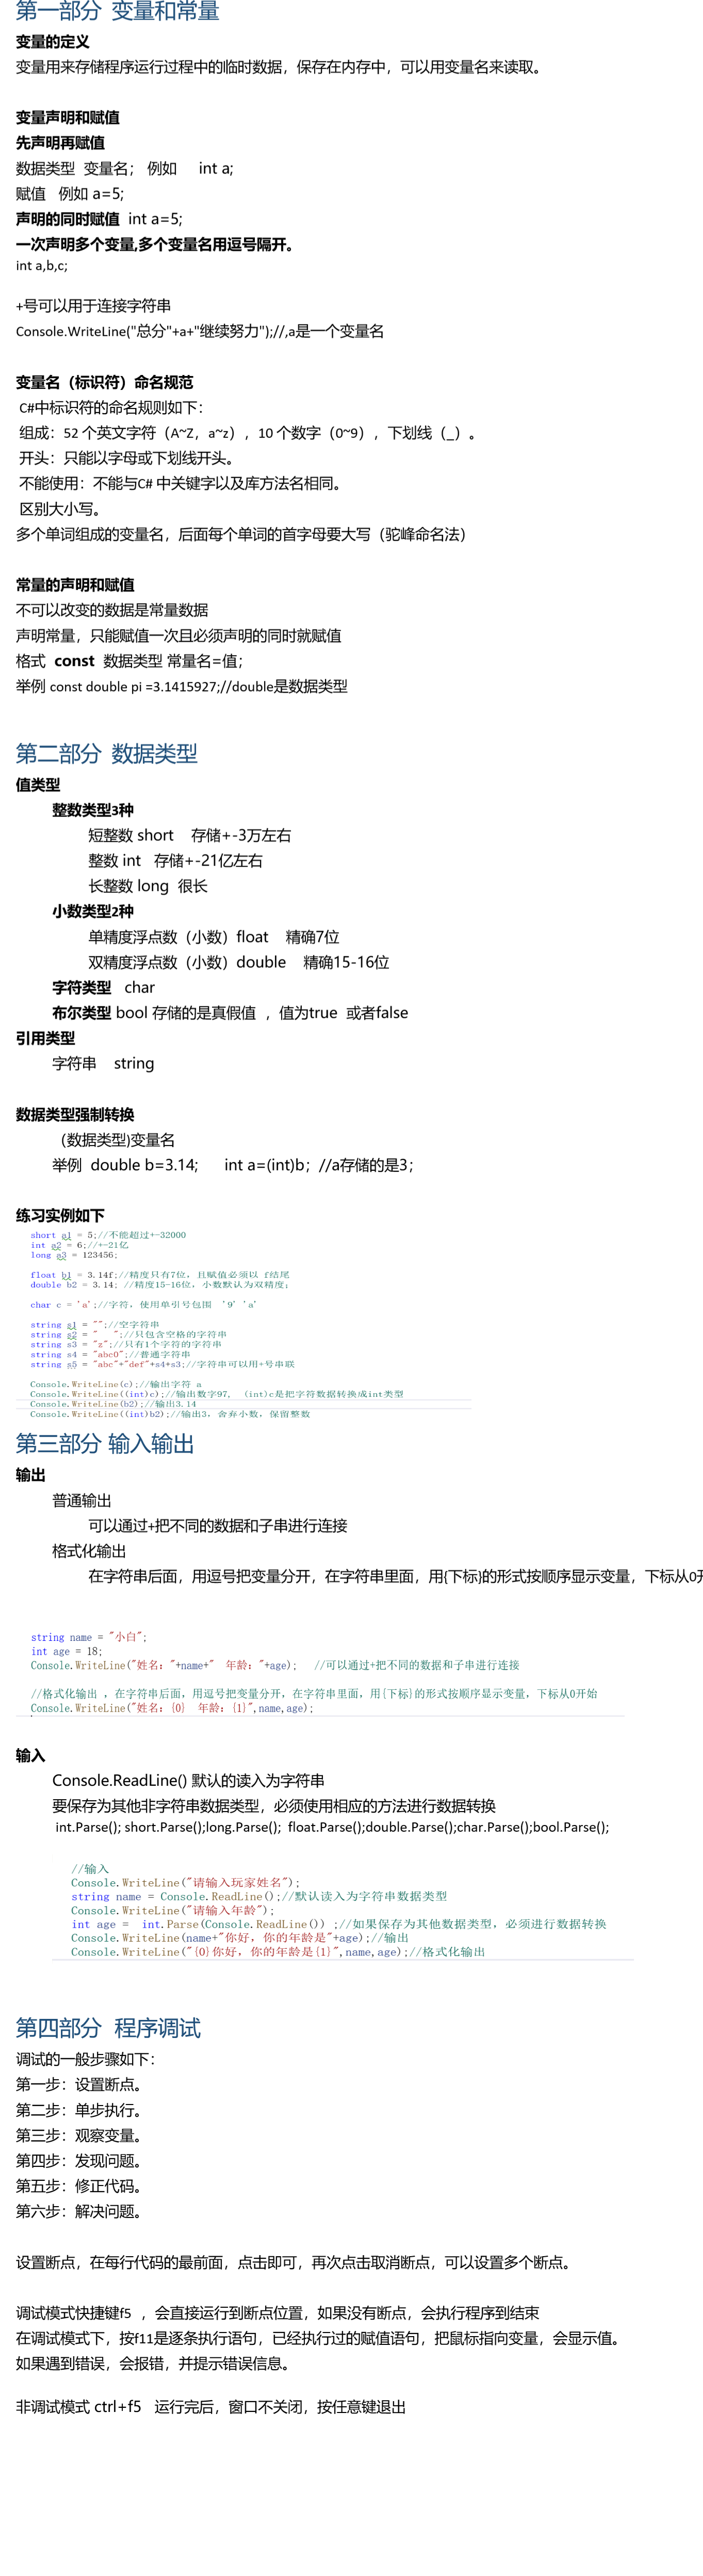 第一部分 变量和常量
变量的定义
变量用来存储程序运行过程中的临时数据，保存在内存中，可以用变量名来读取。
变量声明和赋值
先声明再赋值
数据类型 变量名； 例如 int a;
赋值 例如 a=5;
声明的同时赋值 int a=5;
一次声明多个变量,多个变量名用逗号隔开。
int a,b,c;
+号可以用于连接字符串
Console.WriteLine("总分"+a+"继续努力");//,a是一个变量名
变量名（标识符）命名规范
C#中标识符的命名规则如下：
组成：52 个英文字符（A~Z，a~z），10 个数字（0~9），下划线（_）。
开头：只能以字母或下划线开头。
不能使用：不能与C# 中关键字以及库方法名相同。
区别大小写。
多个单词组成的变量名，后面每个单词的首字母要大写（驼峰命名法）
常量的声明和赋值
不可以改变的数据是常量数据
声明常量，只能赋值一次且必须声明的同时就赋值
格式 const 数据类型 常量名=值；
举例 const double pi =3.1415927;//double是数据类型
第二部分 数据类型
值类型
整数类型3种
短整数 short 存储+-3万左右
整数 int 存储+-21亿左右
长整数 long 很长
小数类型2种
单精度浮点数（小数）float 精确7位
双精度浮点数（小数）double 精确15-16位
字符类型 char
布尔类型 bool 存储的是真假值 ，值为true 或者false
引用类型
字符串 string
数据类型强制转换
（数据类型)变量名
举例 double b=3.14; int a=(int)b；//a存储的是3；
练习实例如下
short a1 = 5;//不能超过+-32000
int a2 = 6;//+-21亿
long a3 = 123456;
float b1 = 3.14f;//精度只有7位，且赋值必须以 f结尾
double b2 = 3.14; //精度15-16位，小数默认为双精度；
char c = 'a';//字符，使用单引号包围 '9' 'a'
string s1 = "";//空字符串
string s2 = "  ";//只包含空格的字符串
string s3 = "z";//只有1个字符的字符串
string s4 = "abc0";//普通字符串
string s5 = "abc"+"def"+s4+s3;//字符串可以用+号串联
Console.WriteLine(c);//输出字符 a
Console.WriteLine((int)c);//输出数字97, (int)c是把字符数据转换成int类型
Console.WriteLine(b2);//输出3.14
Console.WriteLine((int)b2);//输出3，舍弃小数，保留整数
第三部分 输入输出
输出
普通输出
可以通过+把不同的数据和子串进行连接
格式化输出
在字符串后面，用逗号把变量分开，在字符串里面，用{下标}的形式按顺序显示变量，下标从0
string name = "小白";
int age = 18;
Console.WriteLine("姓名："+name+" 年龄："+age); //可以通过+把不同的数据和子串进行连接
//格式化输出 ，在字符串后面，用逗号把变量分开，在字符串里面，用{下标}的形式按顺序显示变量，下标从0开始
Console.WriteLine("姓名：{0} 年龄：{1}",name,age);
输入
Console.ReadLine() 默认的读入为字符串
要保存为其他非字符串数据类型，必须使用相应的方法进行数据转换
int.Parse(); short.Parse();long.Parse(); float.Parse();double.Parse();char.Parse();bool.Parse();
//输入
Console.WriteLine("请输入玩家姓名");
string name = Console.ReadLine();//默认读入为字符串数据类型
Console.WriteLine("请输入年龄");
int age = int.Parse(Console.ReadLine()) ;//如果保存为其他数据类型，必须进行数据转换
Console.WriteLine(name+"你好，你的年龄是"+age);//输出
Console.WriteLine("{0}你好，你的年龄是{1}",name,age);//格式化输出
第四部分 程序调试
调试的一般步骤如下：
第一步：设置断点。
第二步：单步执行。
第三步：观察变量。
第四步：发现问题。
第五步：修正代码。
第六步：解决问题。
设置断点，在每行代码的最前面，点击即可，再次点击取消断点，可以设置多个断点。
调试模式快捷键f5 ，会直接运行到断点位置，如果没有断点，会执行程序到结束
在调试模式下，按f11是逐条执行语句，已经执行过的赋值语句，把鼠标指向变量，会显示值。
如果遇到错误，会报错，并提示错误信息。
非调试模式 ctrl+f5 运行完后，窗口不关闭，按任意键退出